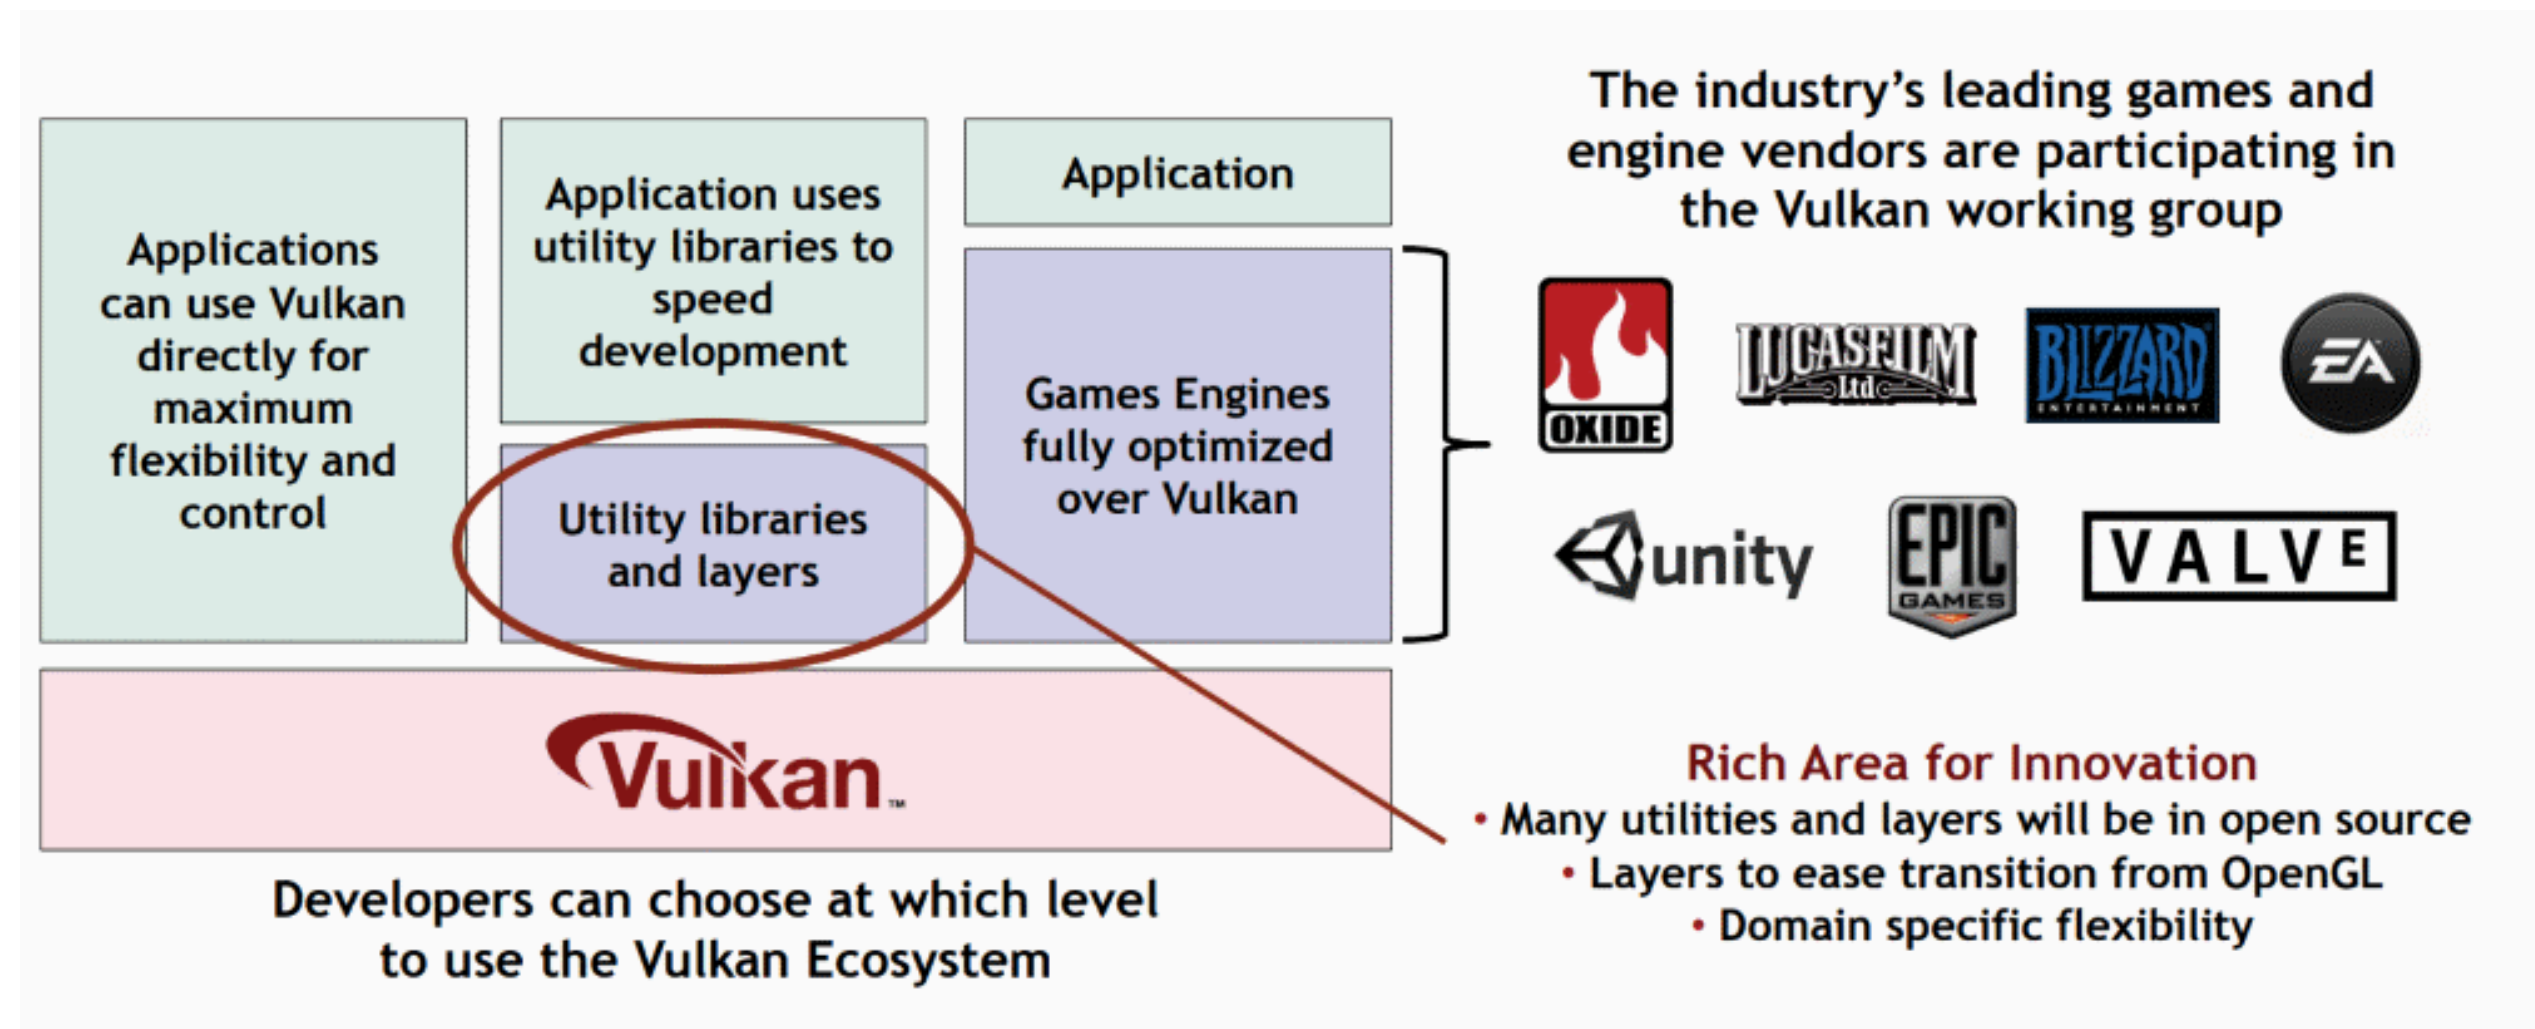 Applications
can use Vulkan
directly for
maximum
flexibility and
control
Application uses
utility libraries to
speed
development
Utility libraries
and layers
Application
Games Engines
fully optimized
over Vulkan
Vulkan™
Developers can choose at which level
to use the Vulkan Ecosystem
The industry's leading games and
engine vendors are participating in
the Vulkan working group
OXIDE
LUCASFILM
Ltd
BLIZZARD
ENTERTAINMENT
EA
unity
EPIC
GAMES
VALVE
Rich Area for Innovation
• Many utilities and layers will be in open source
• Layers to ease transition from OpenGL
• Domain specific flexibility